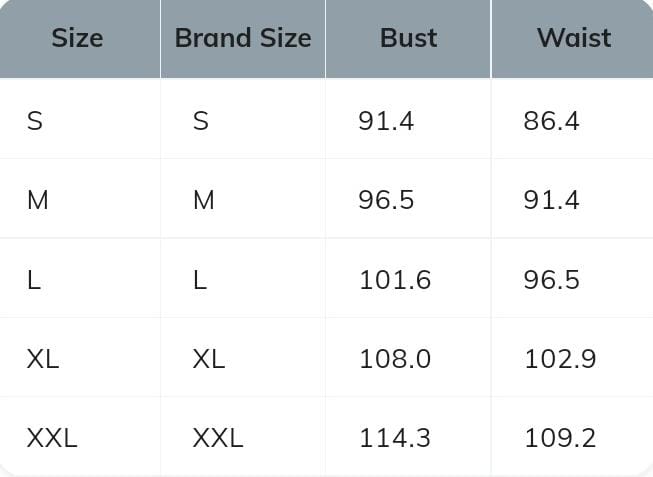 Size Brand Size Bust Waist
S S 91.4 86.4
M M 96.5 91.4
L L 101.6 96.5
XL XL 108.0 102.9
XXL XXL 114.3 109.2